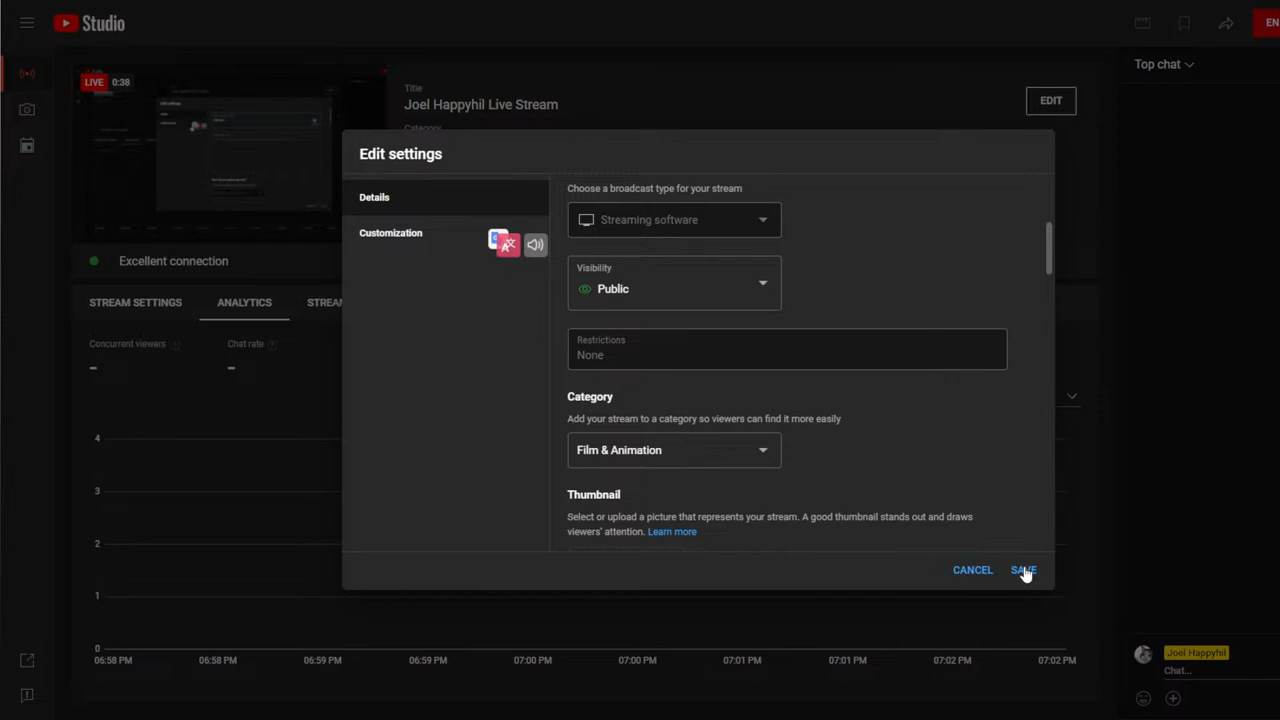 Studio
EN
LIVE 0:38
Title
Joel Happyhil Live Stream
Category
EDIT
Top chat
Edit settings
Details
Customization
Choose a broadcast type for your stream
Streaming software
Visibility
Public
Restrictions
None
Category
Add your stream to a category so viewers can find it more easily
Film & Animation
Thumbnail
Select or upload a picture that represents your stream. A good thumbnail stands out and draws
viewers' attention. Learn more
CANCEL SAVE
Excellent connection
STREAM SETTINGS ANALYTICS STREAM
Concurrent viewers Chat rate
– –
4
3
2
1
0
06:58 PM 06:58 PM 06:59 PM 06:59 PM 07:00 PM 07:00 PM 07:01 PM 07:01 PM 07:02 PM 07:02 PM
Joel Happyhil
Chat...